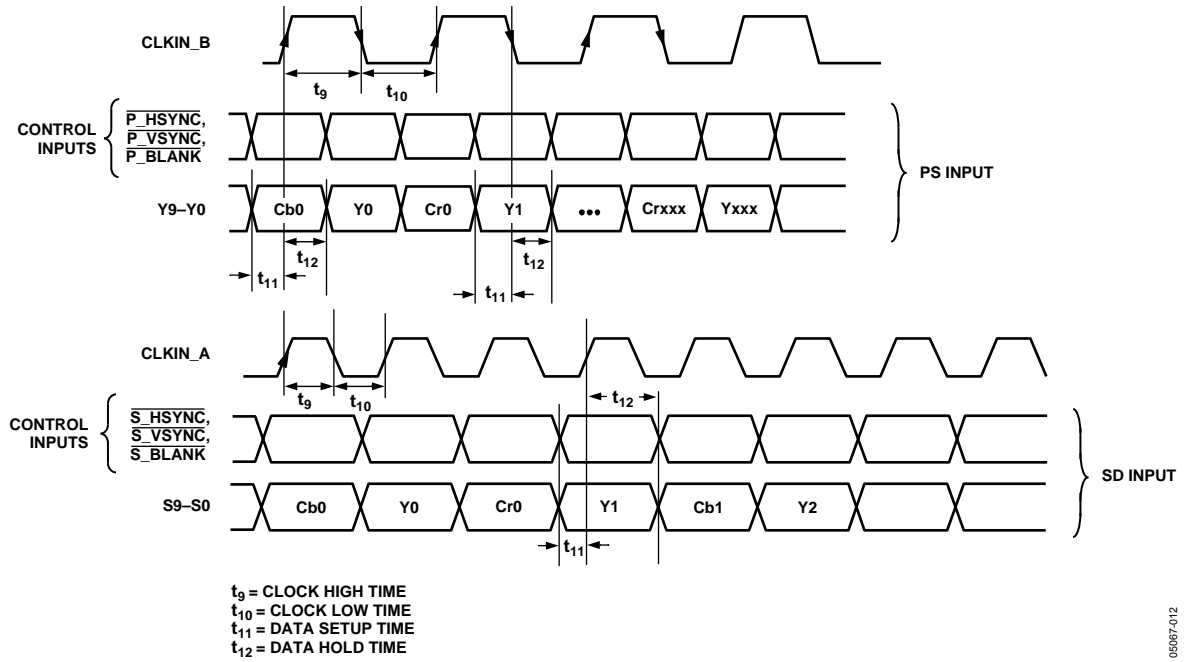 CLKIN_B
t9
t10
CONTROL
INPUTS
P_HSYNC,
P_VSYNC,
P_BLANK
PS INPUT
Y9–Y0
Cb0
Y0
Cr0
Y1
•••
Crxxx
Yxxx
t12
t12
t11
t11
CLKIN_A
t9
t10
t12
CONTROL
INPUTS
S_HSYNC,
S_VSYNC,
S_BLANK
SD INPUT
S9–S0
Cb0
Y0
Cr0
Y1
Cb1
Y2
t11
t9 = CLOCK HIGH TIME
t10 = CLOCK LOW TIME
t11 = DATA SETUP TIME
t12 = DATA HOLD TIME
05067-012